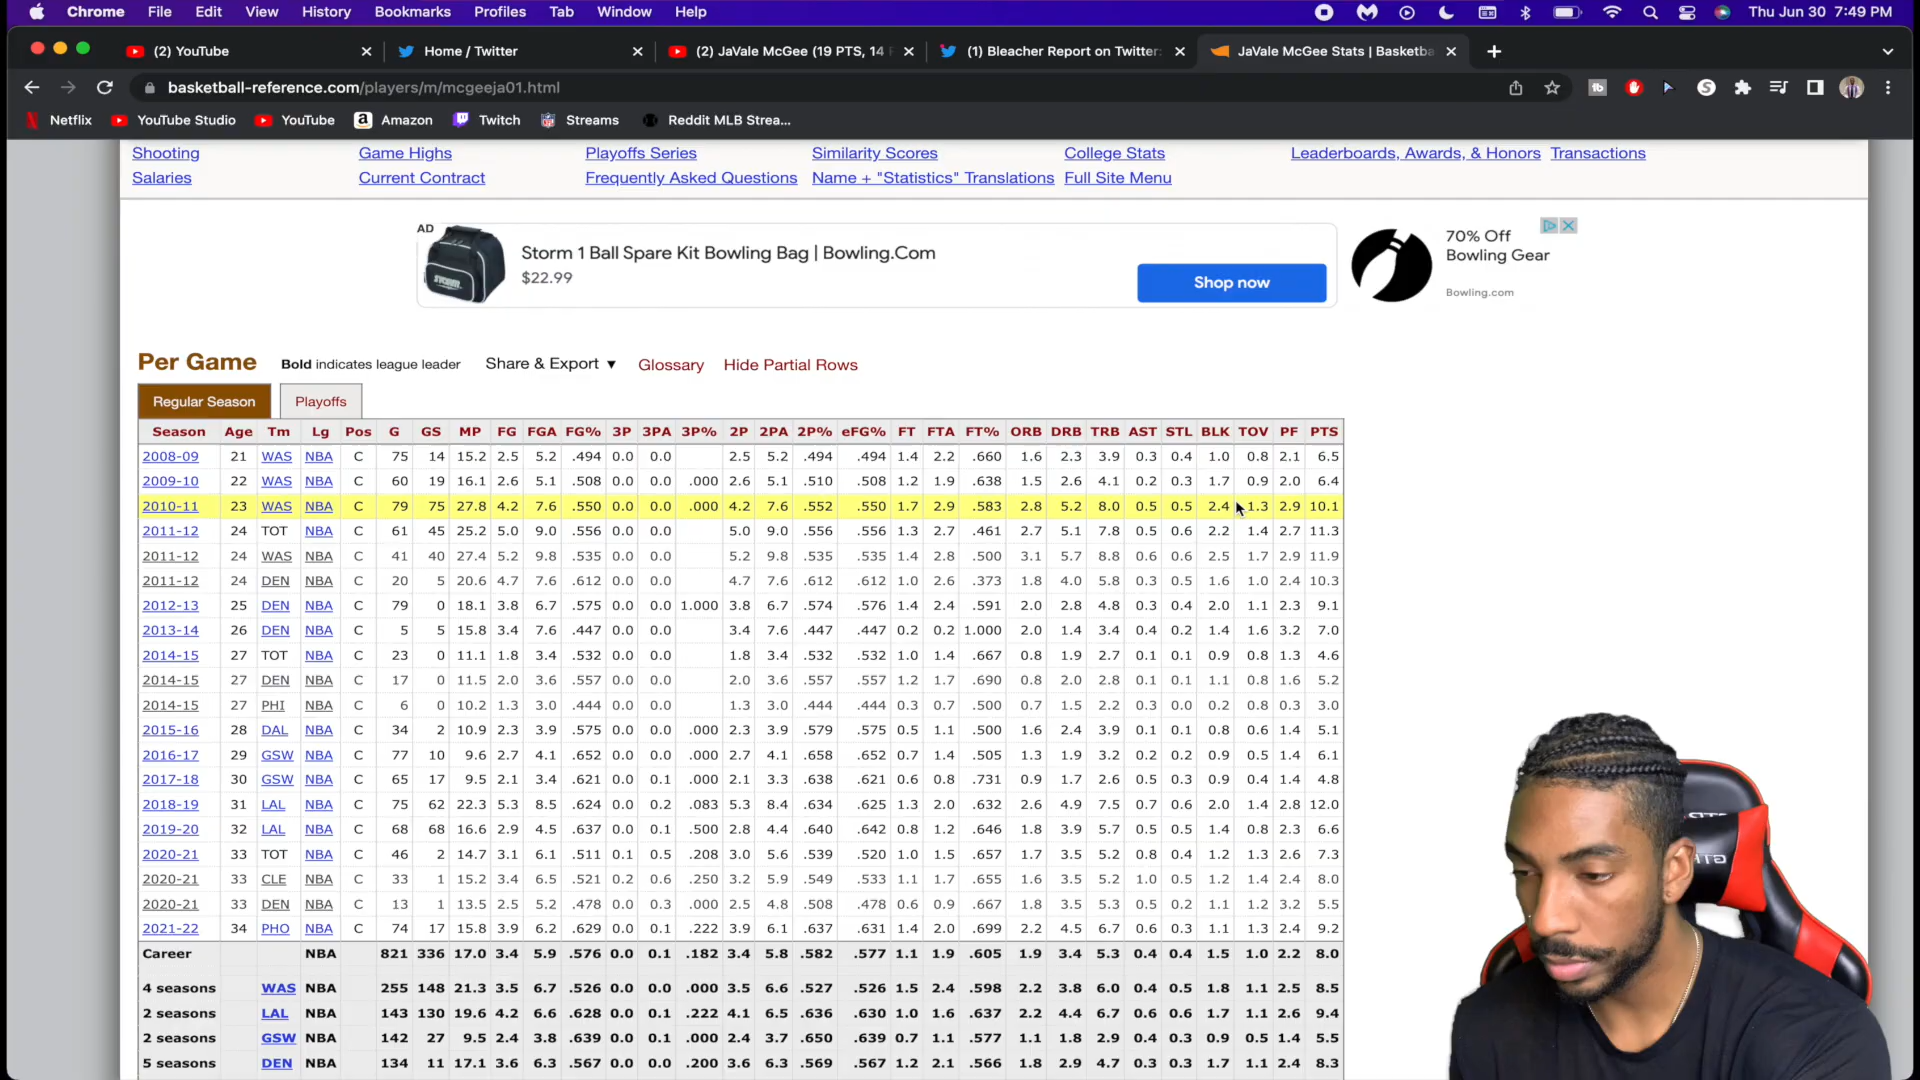 Chrome File Edit View History Bookmarks Profiles Tab Window Help Thu Jun 30 7:49 PM
(2) YouTube Home / Twitter (2) JaVale McGee (19 PTS, 14 (1) Bleacher Report on Twitter: JaVale McGee Stats | Basketba
basketball-reference.com/players/m/mcgeeja01.html
Netflix YouTube Studio YouTube Amazon Twitch Streams Reddit MLB Strea...
Shooting Game Highs Playoffs Series Similarity Scores College Stats Leaderboards, Awards, & Honors Transactions
Salaries Current Contract Frequently Asked Questions Name + "Statistics" Translations Full Site Menu
AD
Storm 1 Ball Spare Kit Bowling Bag | Bowling.Com
$22.99
Shop now
70% Off
Bowling Gear
Bowling.com
Per Game Bold indicates league leader Share & Export ▼ Glossary Hide Partial Rows
Regular Season Playoffs
Season Age Tm Lg Pos G GS MP FG FGA FG% 3P 3PA 3P% 2P 2PA 2P% eFG% FT FTA FT% ORB DRB TRB AST STL BLK TOV PF PTS
2008-09 21 WAS NBA C 75 14 15.2 2.5 5.2 .494 0.0 0.0 2.5 5.2 .494 .494 1.4 2.2 .660 1.6 2.3 3.9 0.3 0.4 1.0 0.8 2.1 6.5
2009-10 22 WAS NBA C 60 19 16.1 2.6 5.1 .508 0.0 0.0 .000 2.6 5.1 .510 .508 1.2 1.9 .638 1.5 2.6 4.1 0.2 0.3 1.7 0.9 2.0 6.4
2010-11 23 WAS NBA C 79 75 27.8 4.2 7.6 .550 0.0 0.0 .000 4.2 7.6 .552 .550 1.7 2.9 .583 2.8 5.2 8.0 0.5 0.5 2.4 1.3 2.9 10.1
2011-12 24 TOT NBA C 61 45 25.2 5.0 9.0 .556 0.0 0.0 5.0 9.0 .556 .556 1.3 2.7 .461 2.7 5.1 7.8 0.5 0.6 2.2 1.4 2.7 11.3
2011-12 24 WAS NBA C 41 40 27.4 5.2 9.8 .535 0.0 0.0 5.2 9.8 .535 .535 1.4 2.8 .500 3.1 5.7 8.8 0.6 0.6 2.5 1.7 2.9 11.9
2011-12 24 DEN NBA C 20 5 20.6 4.7 7.6 .612 0.0 0.0 4.7 7.6 .612 .612 1.0 2.6 .373 1.8 4.0 5.8 0.3 0.5 1.6 1.0 2.4 10.3
2012-13 25 DEN NBA C 79 0 18.1 3.8 6.7 .575 0.0 0.0 1.000 3.8 6.7 .574 .576 1.4 2.4 .591 2.0 2.8 4.8 0.3 0.4 2.0 1.1 2.3 9.1
2013-14 26 DEN NBA C 5 5 15.8 3.4 7.6 .447 0.0 0.0 3.4 7.6 .447 .447 0.2 0.2 1.000 2.0 1.4 3.4 0.4 0.2 1.4 1.6 3.2 7.0
2014-15 27 TOT NBA C 23 0 11.1 1.8 3.4 .532 0.0 0.0 1.8 3.4 .532 .532 1.0 1.4 .667 0.8 1.9 2.7 0.1 0.1 0.9 0.8 1.3 4.6
2014-15 27 DEN NBA C 17 0 11.5 2.0 3.6 .557 0.0 0.0 2.0 3.6 .557 .557 1.2 1.7 .690 0.8 2.0 2.8 0.1 0.1 1.1 0.8 1.6 5.2
2014-15 27 PHI NBA C 6 0 10.2 1.3 3.0 .444 0.0 0.0 1.3 3.0 .444 .444 0.3 0.7 .500 0.7 1.5 2.2 0.3 0.0 0.2 0.8 0.3 3.0
2015-16 28 DAL NBA C 34 2 10.9 2.3 3.9 .575 0.0 0.0 .000 2.3 3.9 .579 .575 0.5 1.1 .500 1.6 2.4 3.9 0.1 0.1 0.8 0.6 1.4 5.1
2016-17 29 GSW NBA C 77 10 9.6 2.7 4.1 .652 0.0 0.0 .000 2.7 4.1 .658 .652 0.7 1.4 .505 1.3 1.9 3.2 0.2 0.2 0.9 0.5 1.4 6.1
2017-18 30 GSW NBA C 65 17 9.5 2.1 3.4 .621 0.0 0.1 .000 2.1 3.3 .638 .621 0.6 0.8 .731 0.9 1.7 2.6 0.5 0.3 0.9 0.4 1.4 4.8
2018-19 31 LAL NBA C 75 62 22.3 5.3 8.5 .624 0.0 0.2 .083 5.3 8.4 .634 .625 1.3 2.0 .632 2.6 4.9 7.5 0.7 0.6 2.0 1.4 2.8 12.0
2019-20 32 LAL NBA C 68 68 16.6 2.9 4.5 .637 0.0 0.1 .500 2.8 4.4 .640 .642 0.8 1.2 .646 1.8 3.9 5.7 0.5 0.5 1.4 0.8 2.3 6.6
2020-21 33 TOT NBA C 46 2 14.7 3.1 6.1 .511 0.1 0.5 .208 3.0 5.6 .539 .520 1.0 1.5 .657 1.7 3.5 5.2 0.8 0.4 1.2 1.3 2.6 7.3
2020-21 33 CLE NBA C 33 1 15.2 3.4 6.5 .521 0.2 0.6 .250 3.2 5.9 .549 .533 1.1 1.7 .655 1.6 3.5 5.2 1.0 0.5 1.2 1.4 2.4 8.0
2020-21 33 DEN NBA C 13 1 13.5 2.5 5.2 .478 0.0 0.3 .000 2.5 4.8 .508 .478 0.6 0.9 .667 1.8 3.5 5.3 0.5 0.2 1.1 1.2 3.2 5.5
2021-22 34 PHO NBA C 74 17 15.8 3.9 6.2 .629 0.0 0.1 .222 3.9 6.1 .637 .631 1.4 2.0 .699 2.2 4.5 6.7 0.6 0.3 1.1 1.3 2.4 9.2
Career NBA 821 336 17.0 3.4 5.9 .576 0.0 0.1 .182 3.4 5.8 .582 .577 1.1 1.9 .605 1.9 3.4 5.3 0.4 0.4 1.5 1.0 2.2 8.0
4 seasons WAS NBA 255 148 21.3 3.5 6.7 .526 0.0 0.0 .000 3.5 6.6 .527 .526 1.5 2.4 .598 2.2 3.8 6.0 0.4 0.5 1.8 1.1 2.5 8.5
2 seasons LAL NBA 143 130 19.6 4.2 6.6 .628 0.0 0.1 .222 4.1 6.5 .636 .630 1.0 1.6 .637 2.2 4.4 6.7 0.6 0.6 1.7 1.1 2.6 9.4
2 seasons GSW NBA 142 27 9.5 2.4 3.8 .639 0.0 0.1 .000 2.4 3.7 .650 .639 0.7 1.1 .577 1.1 1.8 2.9 0.4 0.3 0.9 0.5 1.4 5.5
5 seasons DEN NBA 134 11 17.1 3.6 6.3 .567 0.0 0.0 .200 3.6 6.3 .569 .567 1.2 2.1 .566 1.8 2.9 4.7 0.3 0.3 1.7 1.1 2.4 8.3